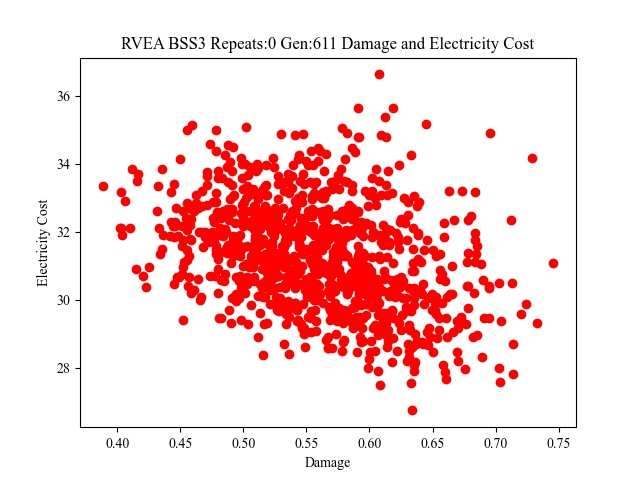 RVEA BSS3 Repeats:0 Gen:611 Damage and Electricity Cost
36
34
32
30
28
Electricity Cost
0.40 0.45 0.50 0.55 0.60 0.65 0.70 0.75
Damage